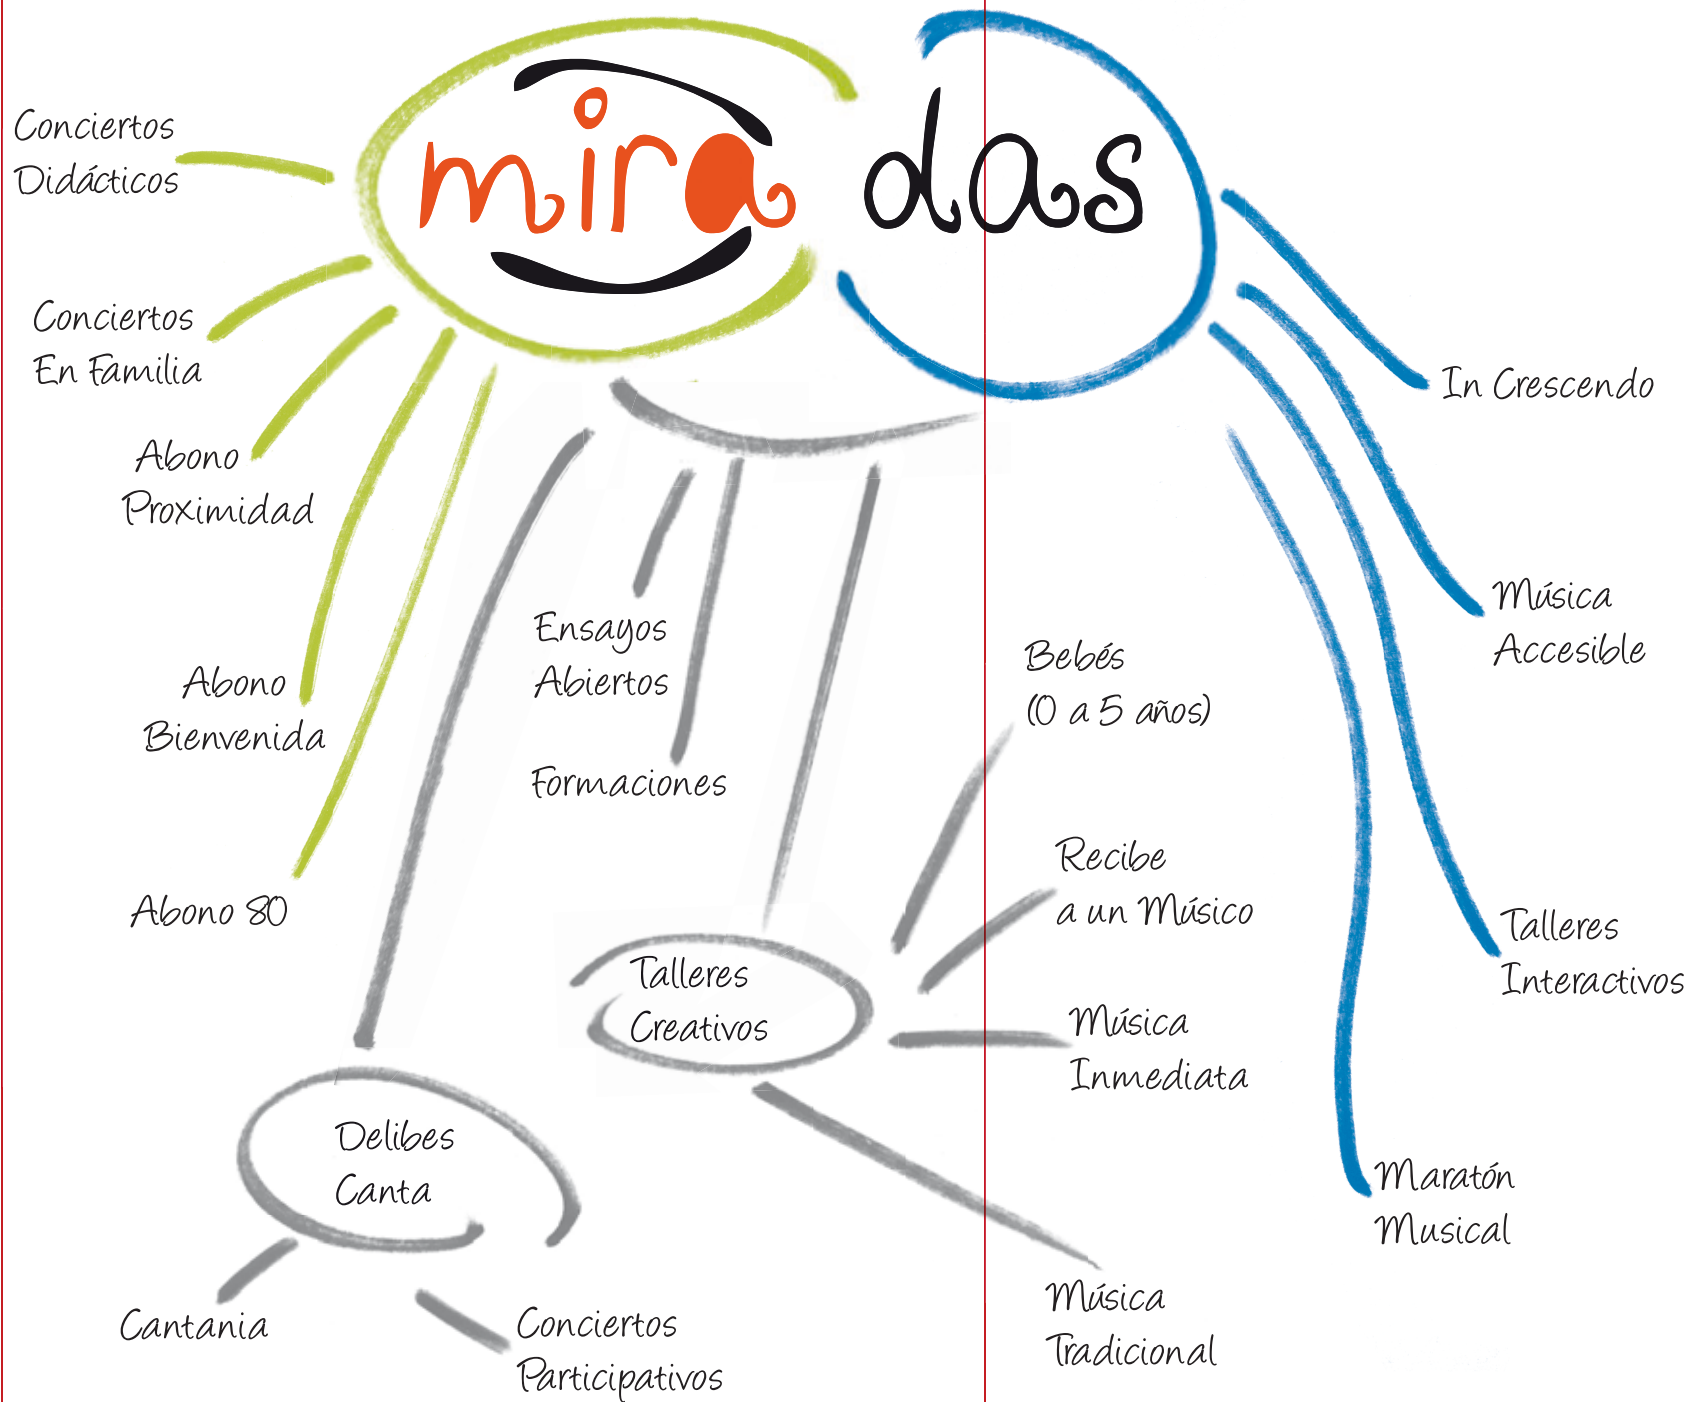 mira das
Conciertos
Didácticos
Conciertos
En Familia
Abono
Proximidad
Abono
Bienvenida
Abono 80
Ensayos
Abiertos
Formaciones
Talleres
Creativos
Bebés
(0 a 5 años)
Recibe
a un Músico
Música
Inmediata
Música
Tradicional
Delibes
Canta
Cantania
Conciertos
Participativos
In Crescendo
Música
Accesible
Talleres
Interactivos
Maratón
Musical